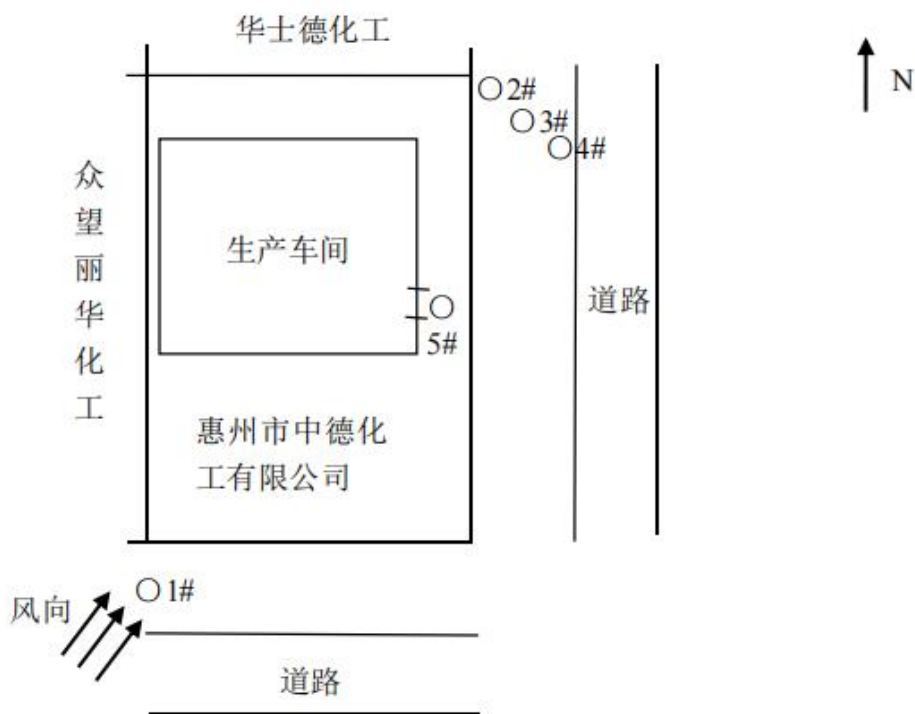 华士德化工
N
2#
3#
4#
众望丽华化工
生产车间
道路
5#
惠州市中德化
工有限公司
1#
风向
道路